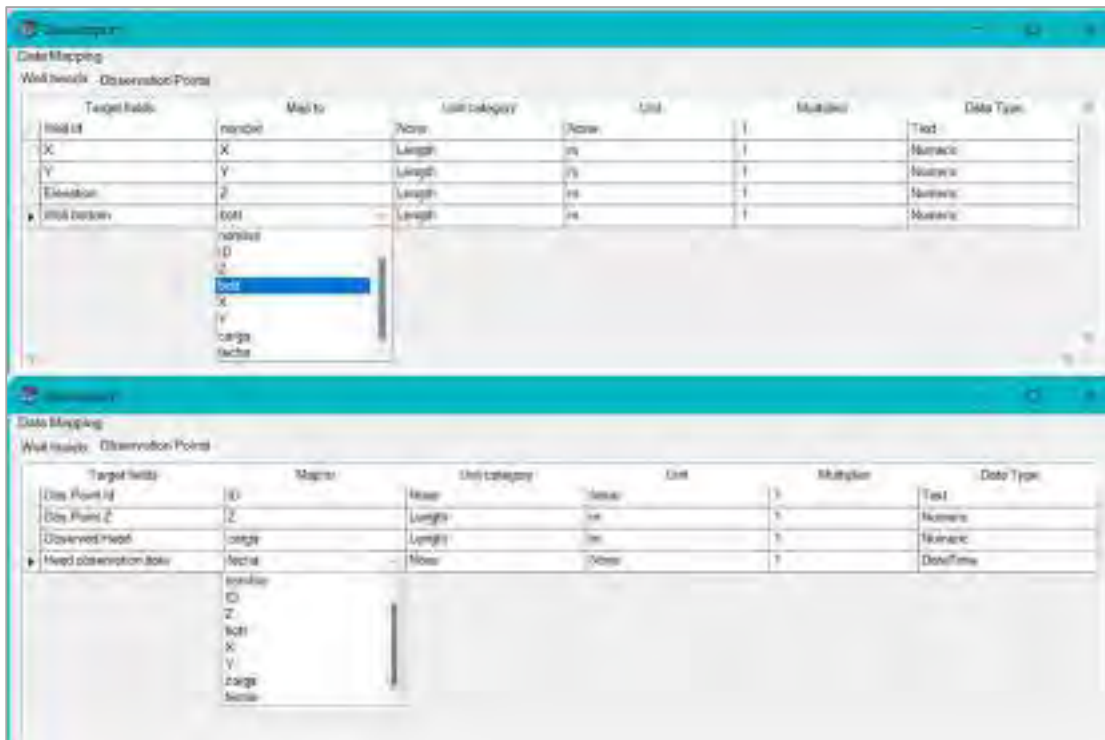 Data Mapping
Well heads Observation Points
Target fields Map to Unit category Unit Multiplier Data Type
Well Id nombre None None 1 Text
X X Length m 1 Numeric
Y Y Length m 1 Numeric
Elevation Z Length m 1 Numeric
Well bottom bott Length m 1 Numeric
nombre
ID
Z
bott
X
Y
carga
fecha
Data Mapping
Well heads Observation Points
Target fields Map to Unit category Unit Multiplier Data Type
Obs. Point Id ID None None 1 Text
Obs. Point Z Z Length m 1 Numeric
Observed Head carga Length m 1 Numeric
Head observation date fecha None None 1 DateTime
nombre
ID
Z
bott
X
Y
carga
fecha